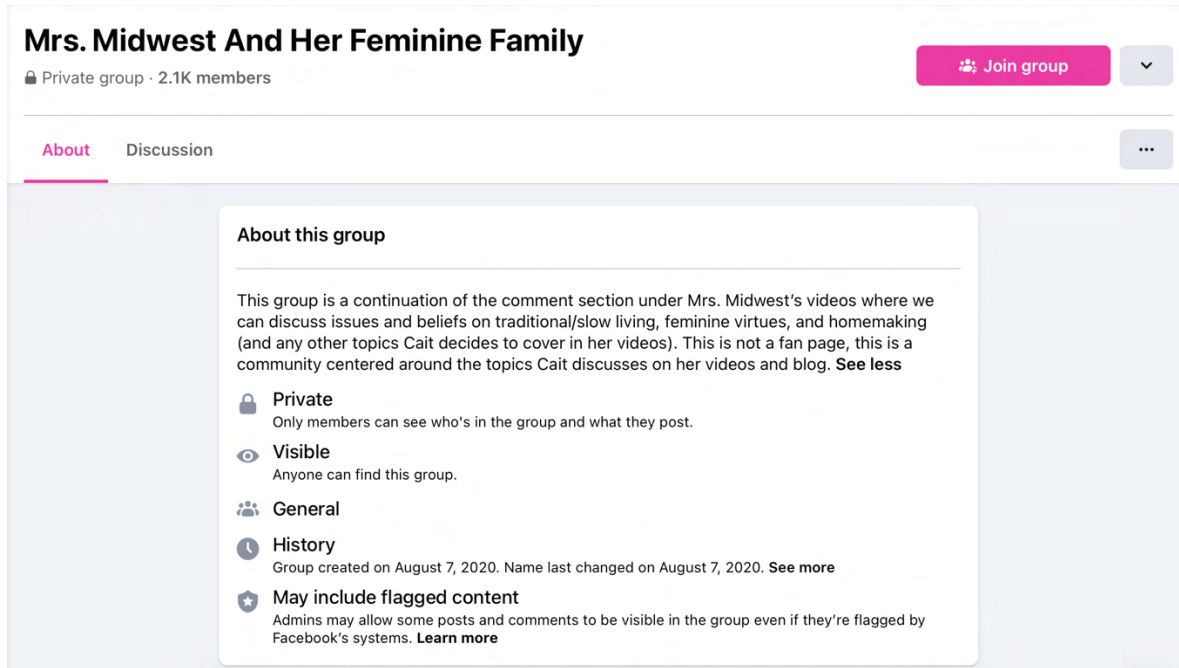 Mrs. Midwest And Her Feminine Family
Private group · 2.1K members
Join group
About Discussion
About this group
This group is a continuation of the comment section under Mrs. Midwest's videos where we
can discuss issues and beliefs on traditional/slow living, feminine virtues, and homemaking
(and any other topics Cait decides to cover in her videos). This is not a fan page, this is a
community centered around the topics Cait discusses on her videos and blog. See less
Private
Only members can see who's in the group and what they post.
Visible
Anyone can find this group.
General
History
Group created on August 7, 2020. Name last changed on August 7, 2020. See more
May include flagged content
Admins may allow some posts and comments to be visible in the group even if they're flagged by
Facebook's systems. Learn more